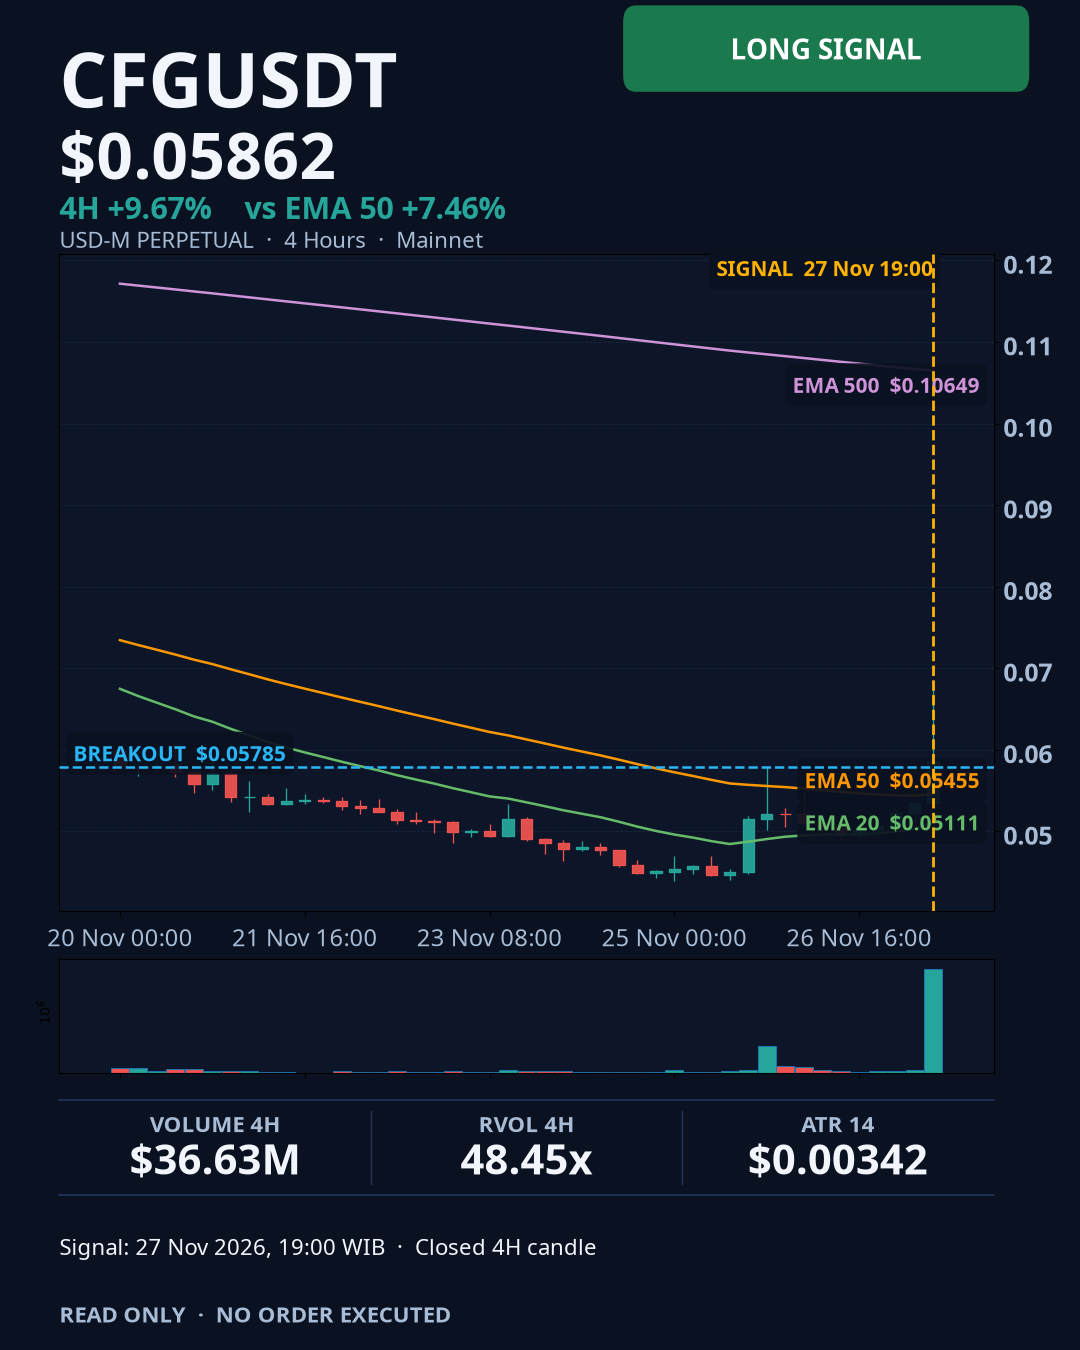 LONG SIGNAL
CFGUSDT
$0.05862
4H +9.67% vs EMA 50 +7.46%
USD-M PERPETUAL · 4 Hours · Mainnet
SIGNAL 27 Nov 19:00
0.12
0.11
EMA 500 $0.10649
0.10
0.09
0.08
0.07
BREAKOUT $0.05785
0.06
EMA 50 $0.05455
EMA 20 $0.05111
0.05
20 Nov 00:00 21 Nov 16:00 23 Nov 08:00 25 Nov 00:00 26 Nov 16:00
10⁶
VOLUME 4H RVOL 4H ATR 14
$36.63M 48.45x $0.00342
Signal: 27 Nov 2026, 19:00 WIB · Closed 4H candle
READ ONLY · NO ORDER EXECUTED